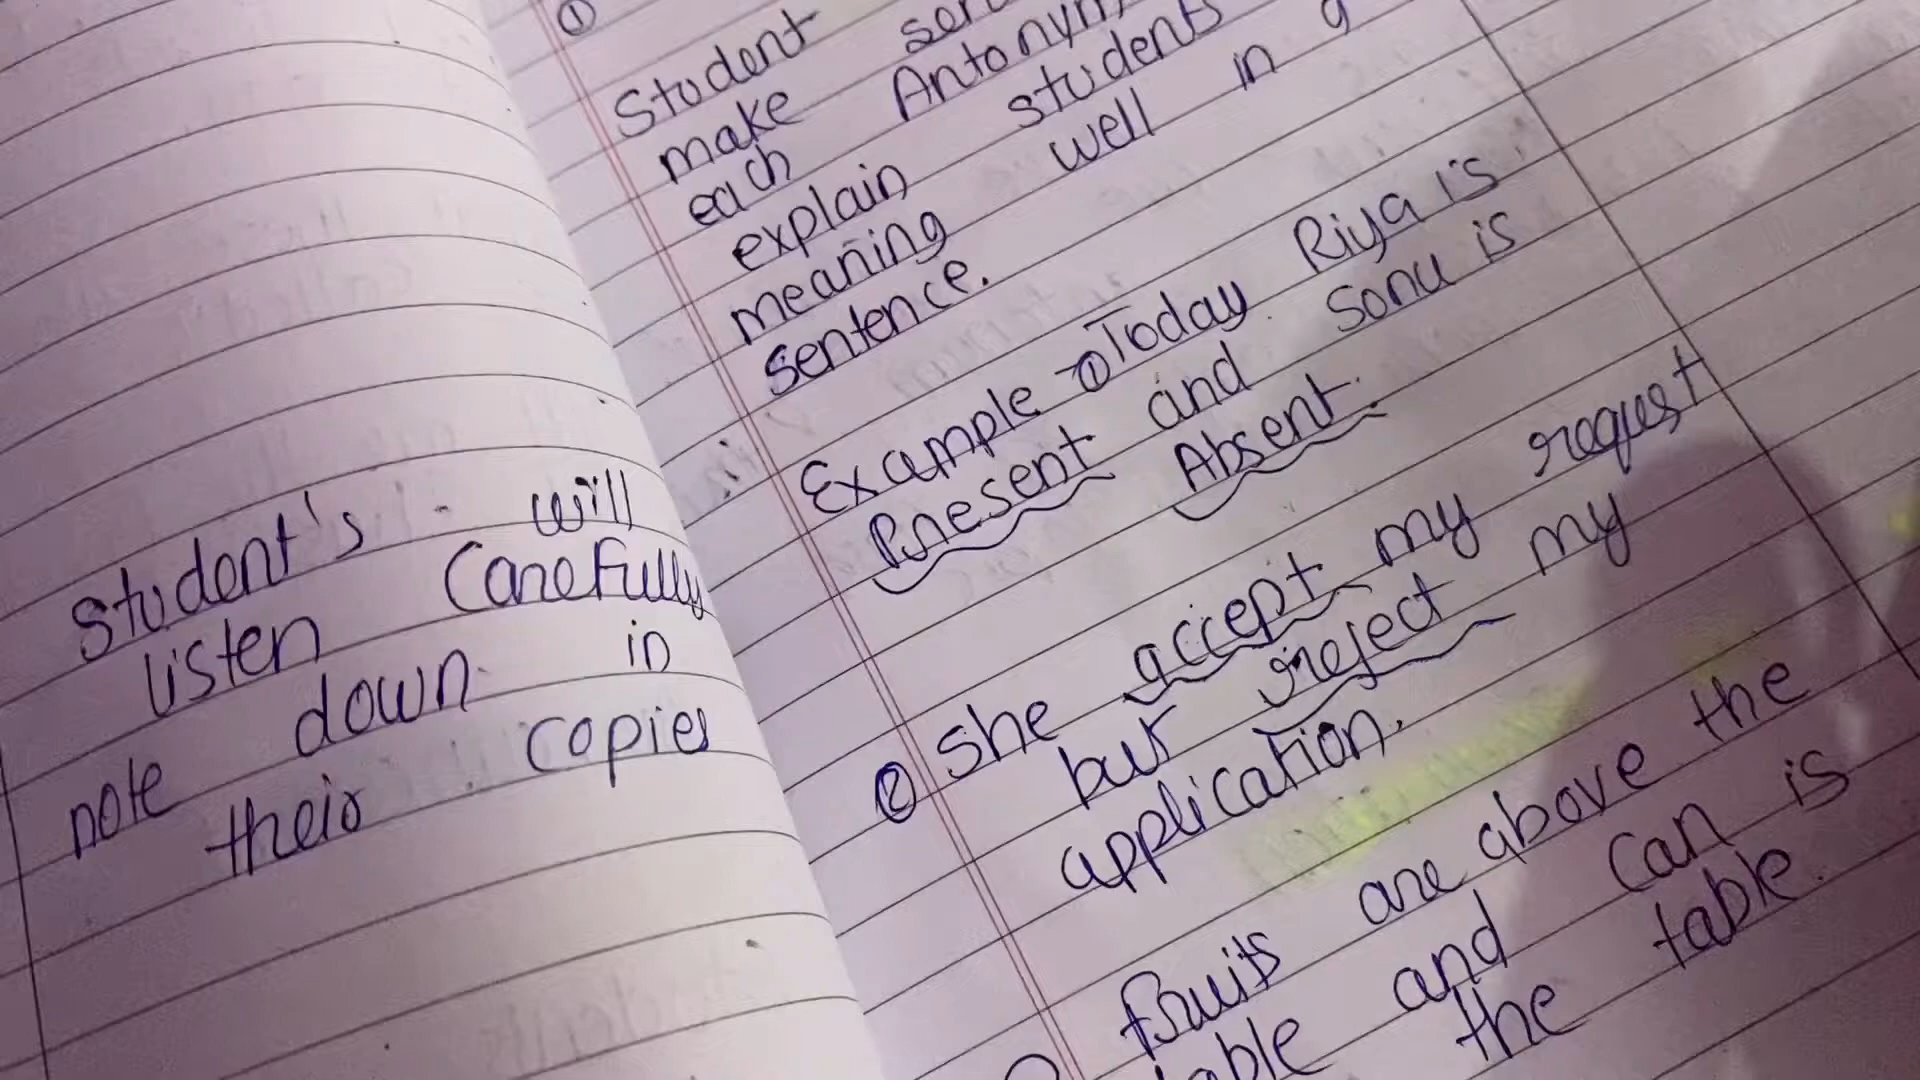 Student's will
listen Carefully
note down in
their copies
①
Student
make Antonym
each students
explain well in
meaning
sentence.
Example - ① Today Riya is
Present and Sonu is
Absent.
② She accept my request
but reject my
application.
fruits are above the
table and Can is
the table.